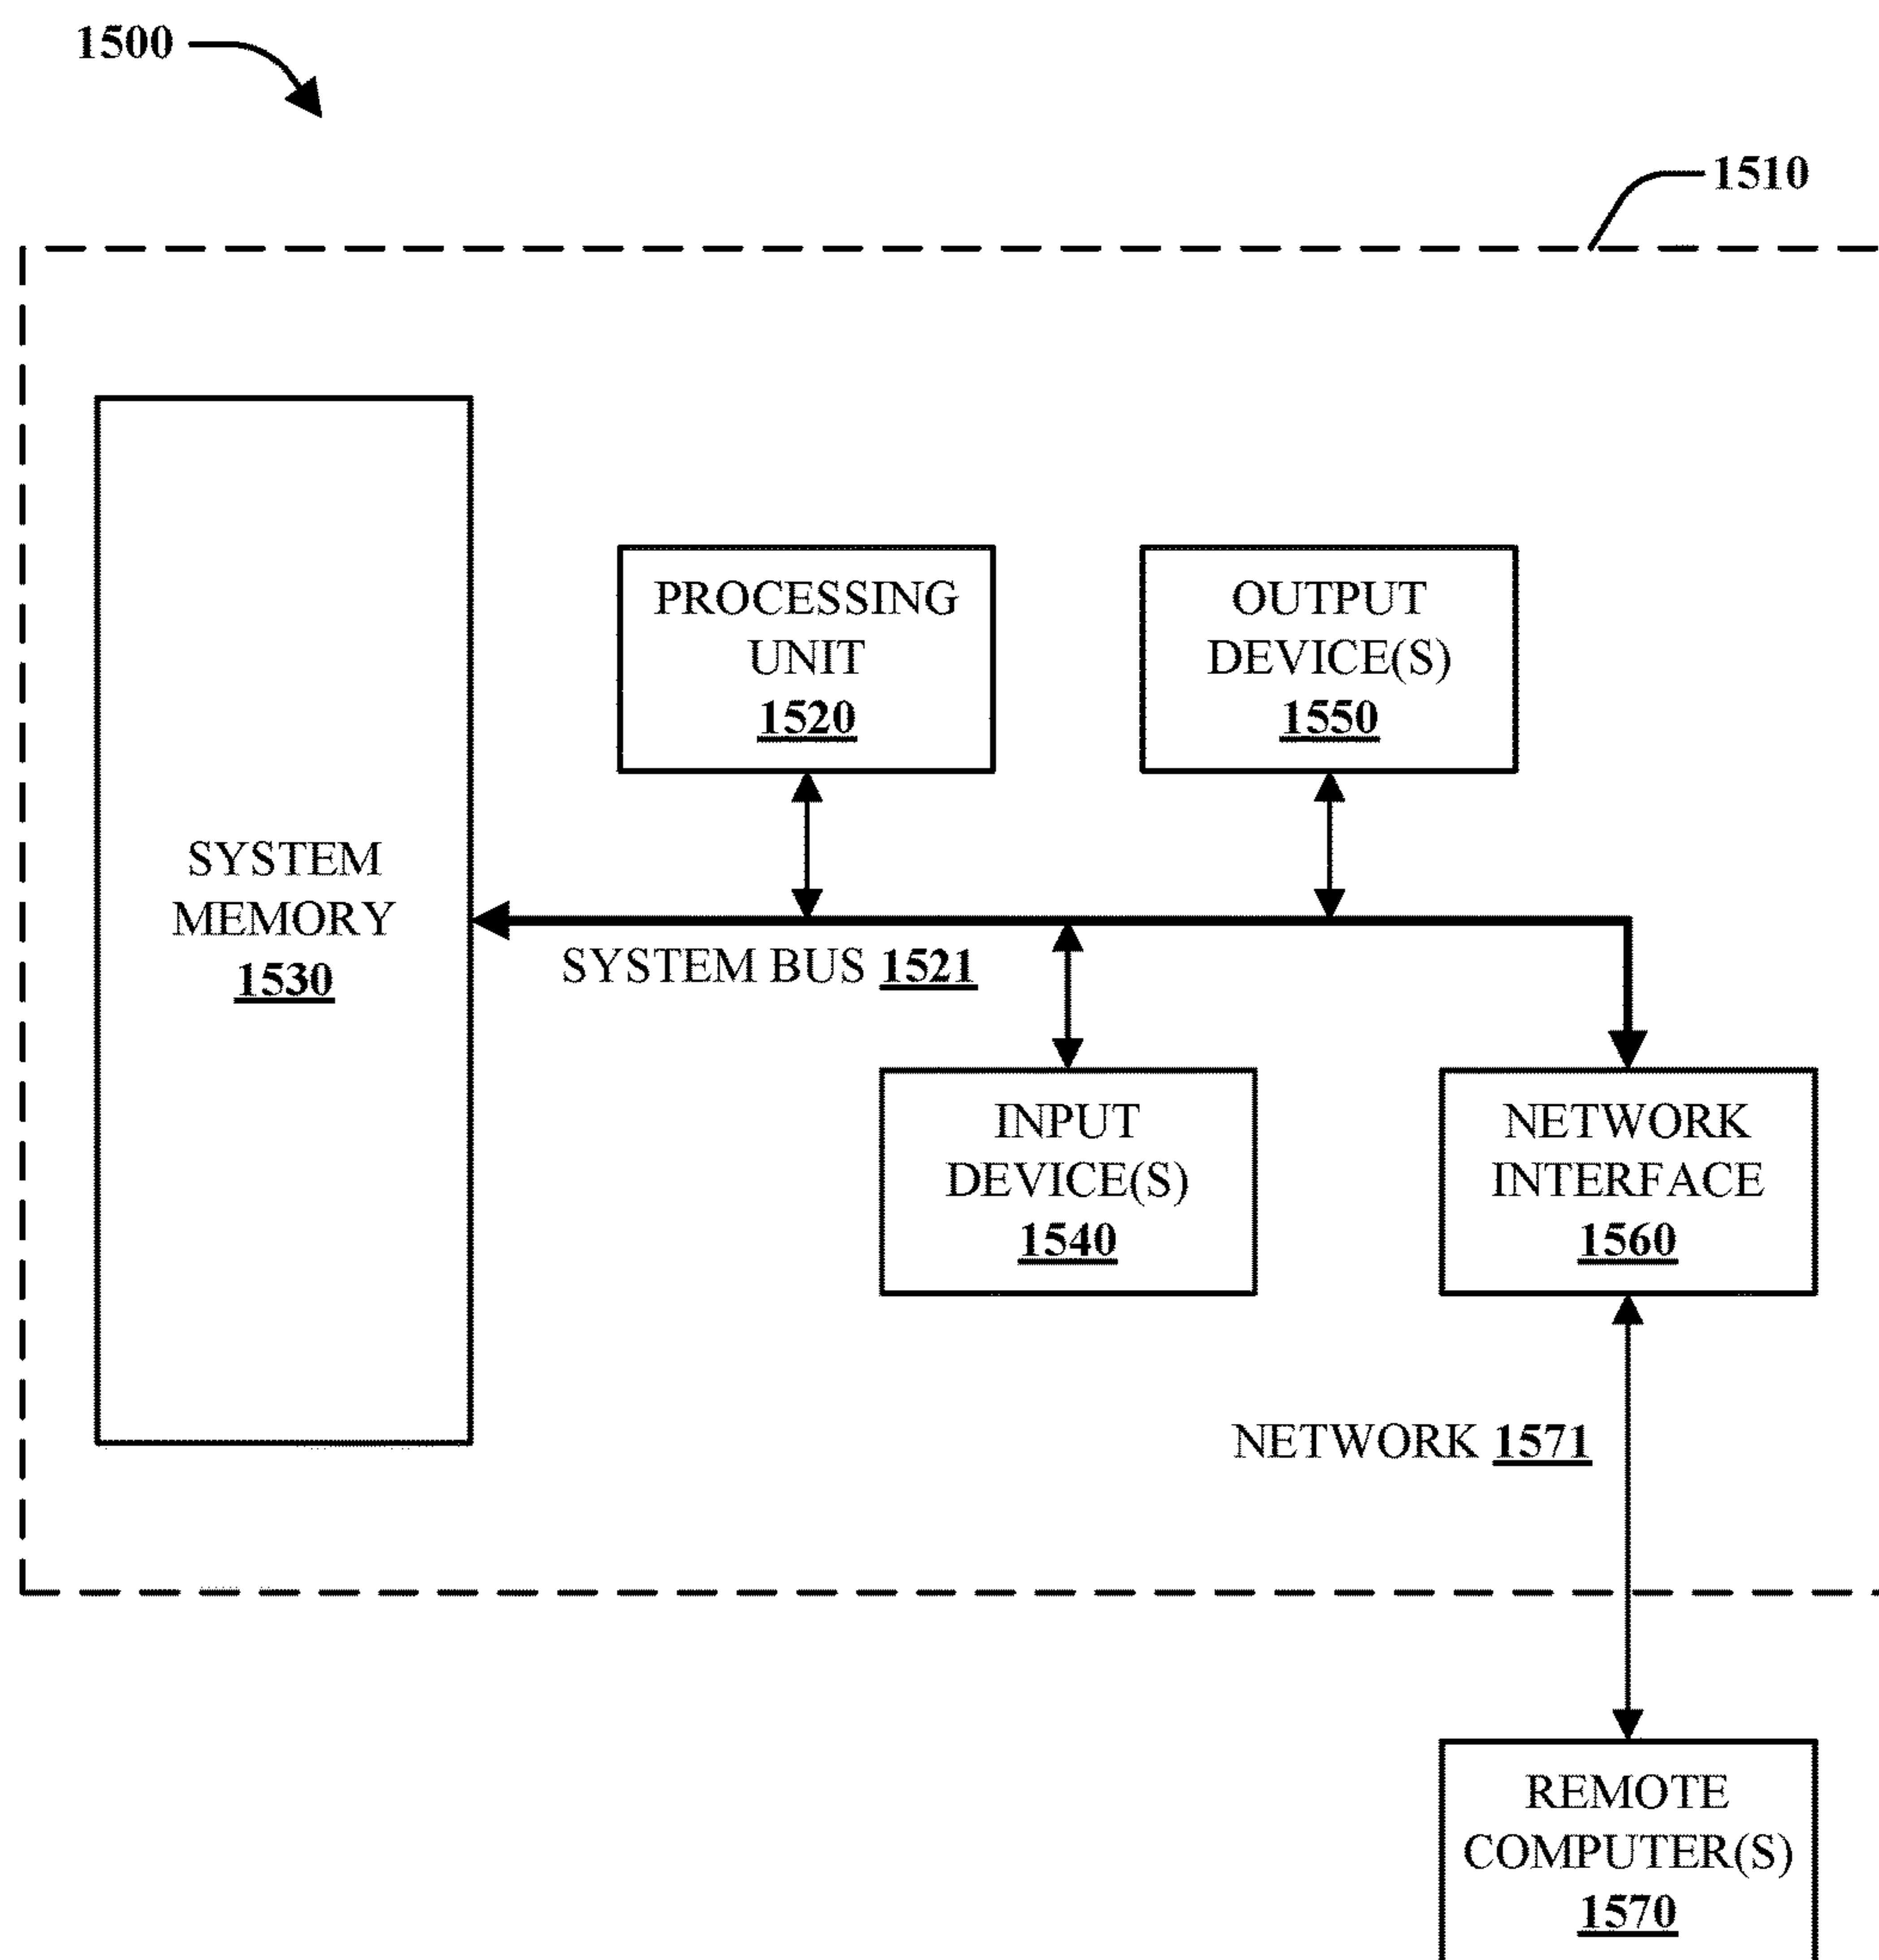 1500
1510
PROCESSING
UNIT
1520
OUTPUT
DEVICE(S)
1550
SYSTEM
MEMORY
1530
SYSTEM BUS 1521
INPUT
DEVICE(S)
1540
NETWORK
INTERFACE
1560
NETWORK 1571
REMOTE
COMPUTER(S)
1570